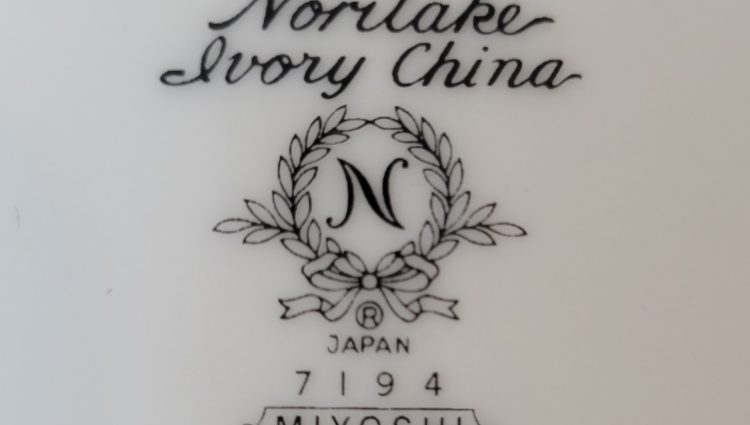 Noritake
Ivory China
N
®
JAPAN
7194
MIYOSHI